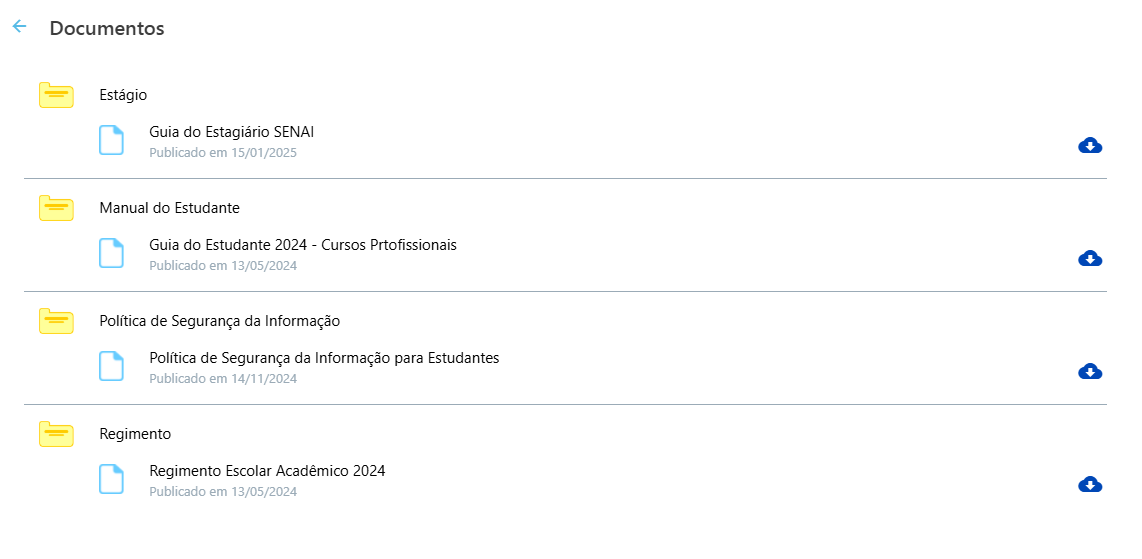 Documentos
Estágio
Guia do Estagiário SENAI
Publicado em 15/01/2025
Manual do Estudante
Guia do Estudante 2024 - Cursos Prtofissionais
Publicado em 13/05/2024
Política de Segurança da Informação
Política de Segurança da Informação para Estudantes
Publicado em 14/11/2024
Regimento
Regimento Escolar Acadêmico 2024
Publicado em 13/05/2024